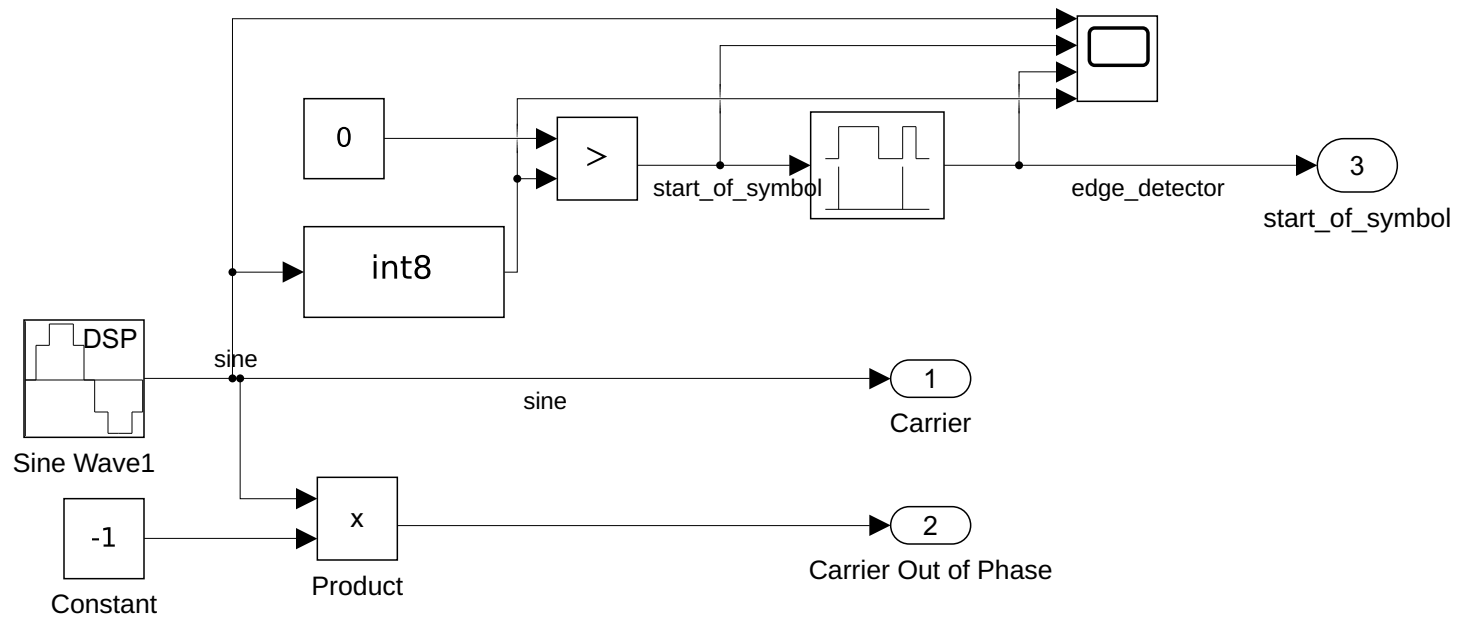 0
>
start_of_symbol
edge_detector
3
start_of_symbol
int8
DSP
sine
sine
1
Carrier
Sine Wave1
-1
Constant
x
Product
2
Carrier Out of Phase